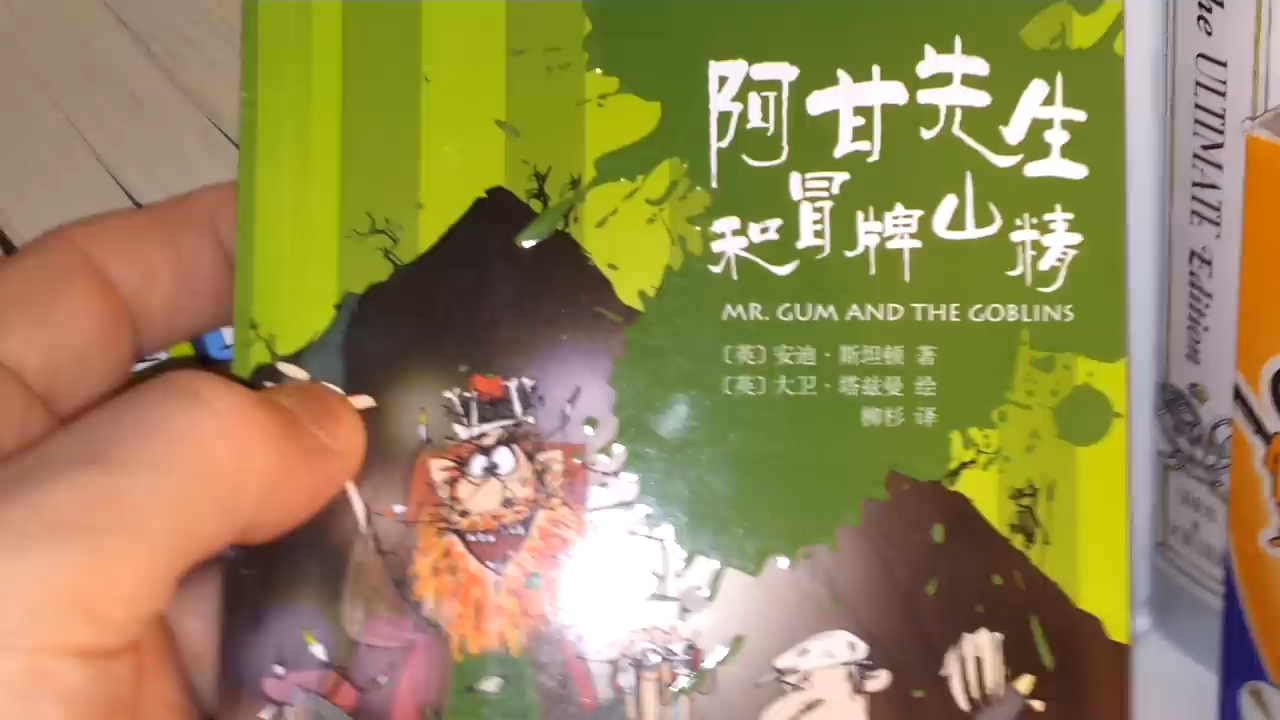 阿甘先生
和冒牌山精
MR. GUM AND THE GOBLINS
〔英〕安迪·斯坦顿 著
〔英〕大卫·塔兹曼 绘
柳杉 译
The ULTIMATE Edition